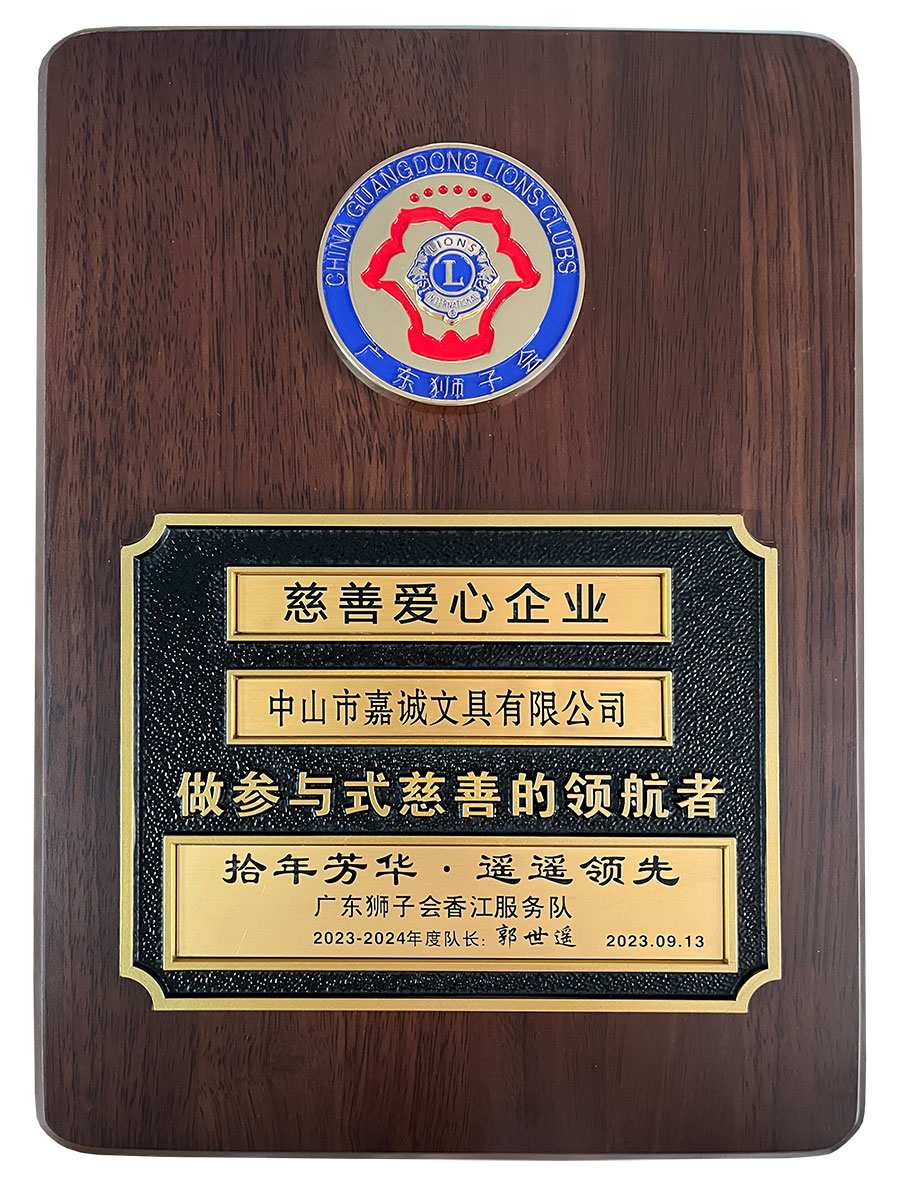 CHINA GUANGDONG LIONS CLUBS
LIONS
L
INTERNATIONAL
®
广东狮子会
慈善爱心企业
中山市嘉诚文具有限公司
做参与式慈善的领航者
拾年芳华·遥遥领先
广东狮子会香江服务队
2023-2024年度队长: 郭世遥 2023.09.13